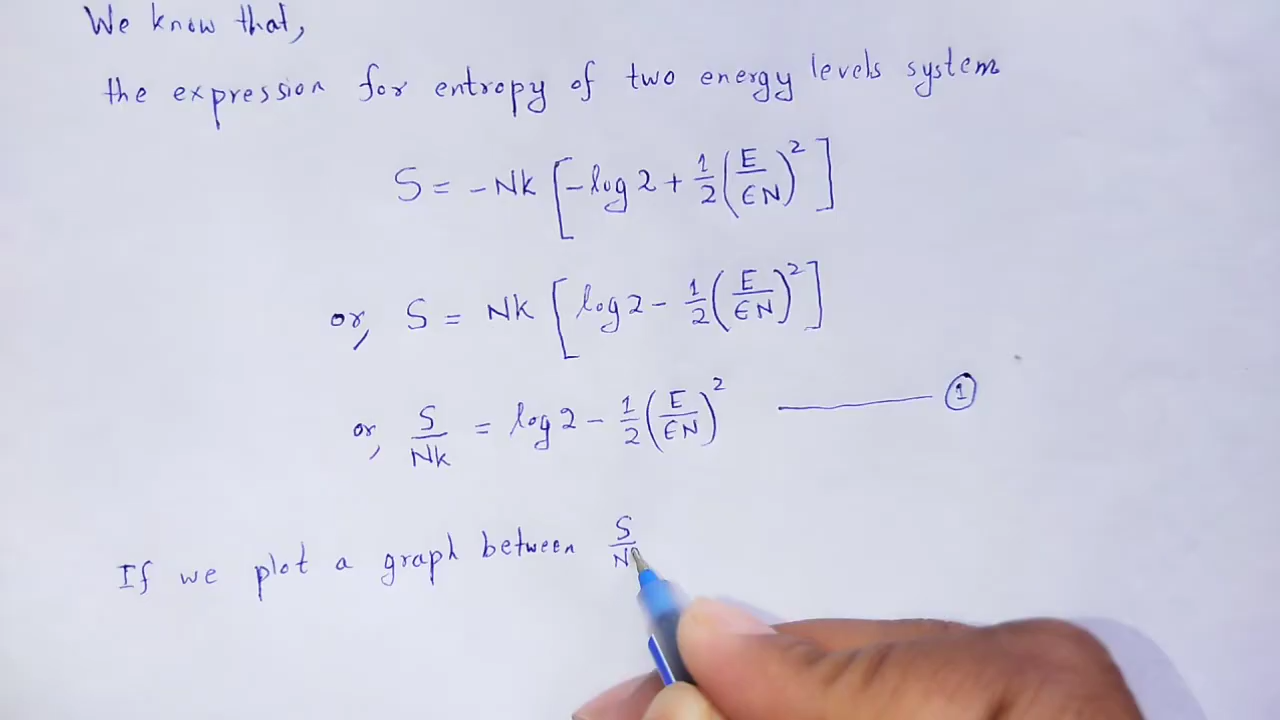 We know that,
the expression for entropy of two energy levels system
S = -Nk [-log 2 + 1/2 (E/ϵN)²]
or, S = Nk [log 2 - 1/2 (E/ϵN)²]
or, S/Nk = log 2 - 1/2 (E/ϵN)² ——— ①
If we plot a graph between S/N